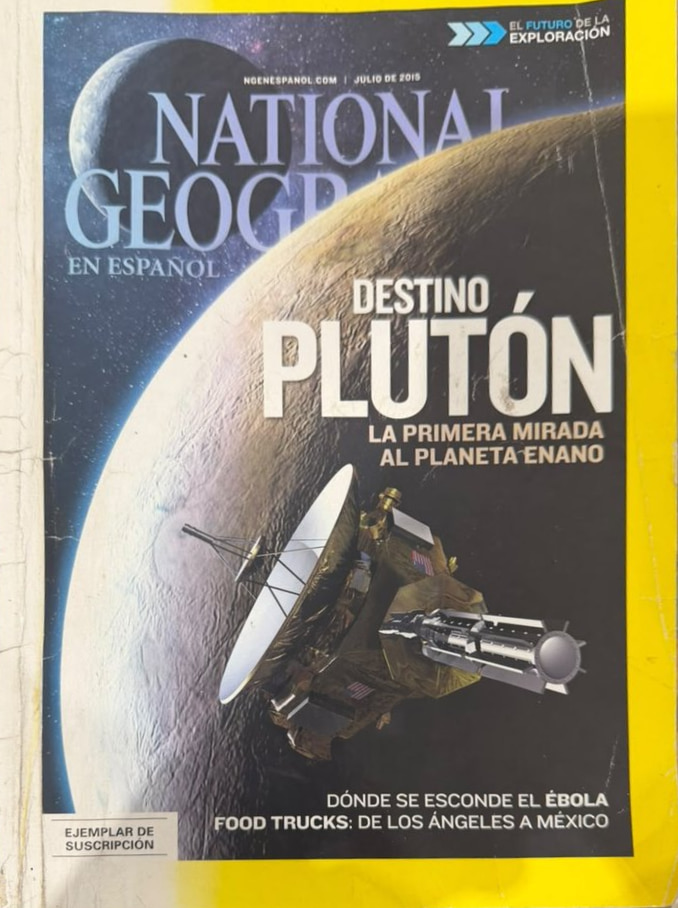 EL FUTURO DE LA
EXPLORACIÓN
NGENESPANOL.COM | JULIO DE 2015
NATIONAL
GEOGRA
EN ESPAÑOL
DESTINO
PLUTÓN
LA PRIMERA MIRADA
AL PLANETA ENANO
DÓNDE SE ESCONDE EL ÉBOLA
FOOD TRUCKS: DE LOS ÁNGELES A MÉXICO
EJEMPLAR DE
SUSCRIPCIÓN